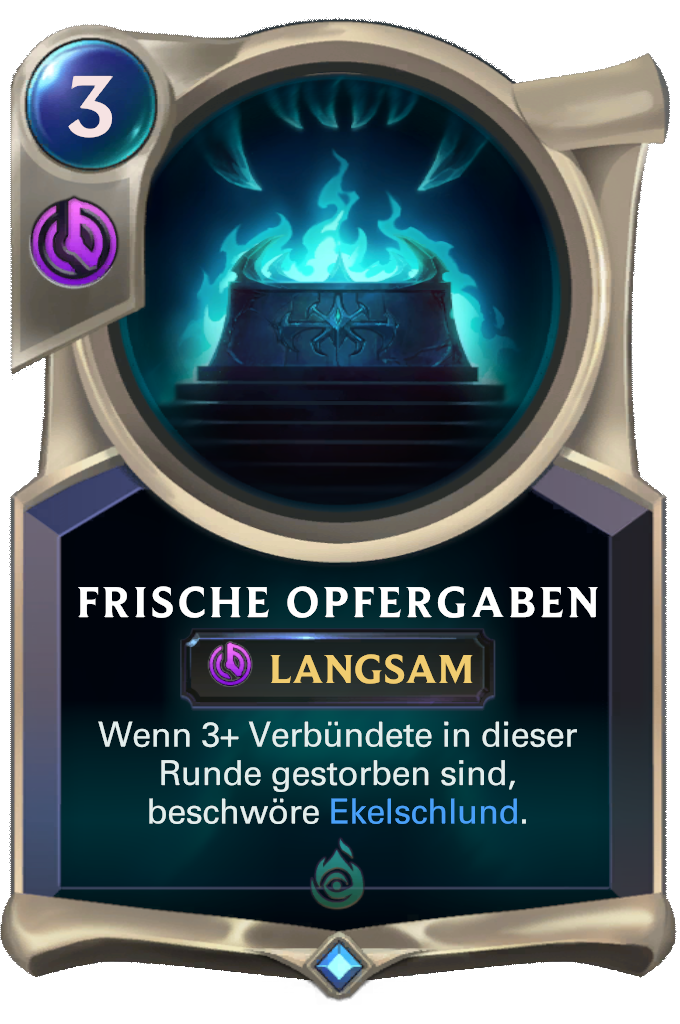 3
FRISCHE OPFERGABEN
LANGSAM
Wenn 3+ Verbündete in dieser
Runde gestorben sind,
beschwöre Ekelschlund.